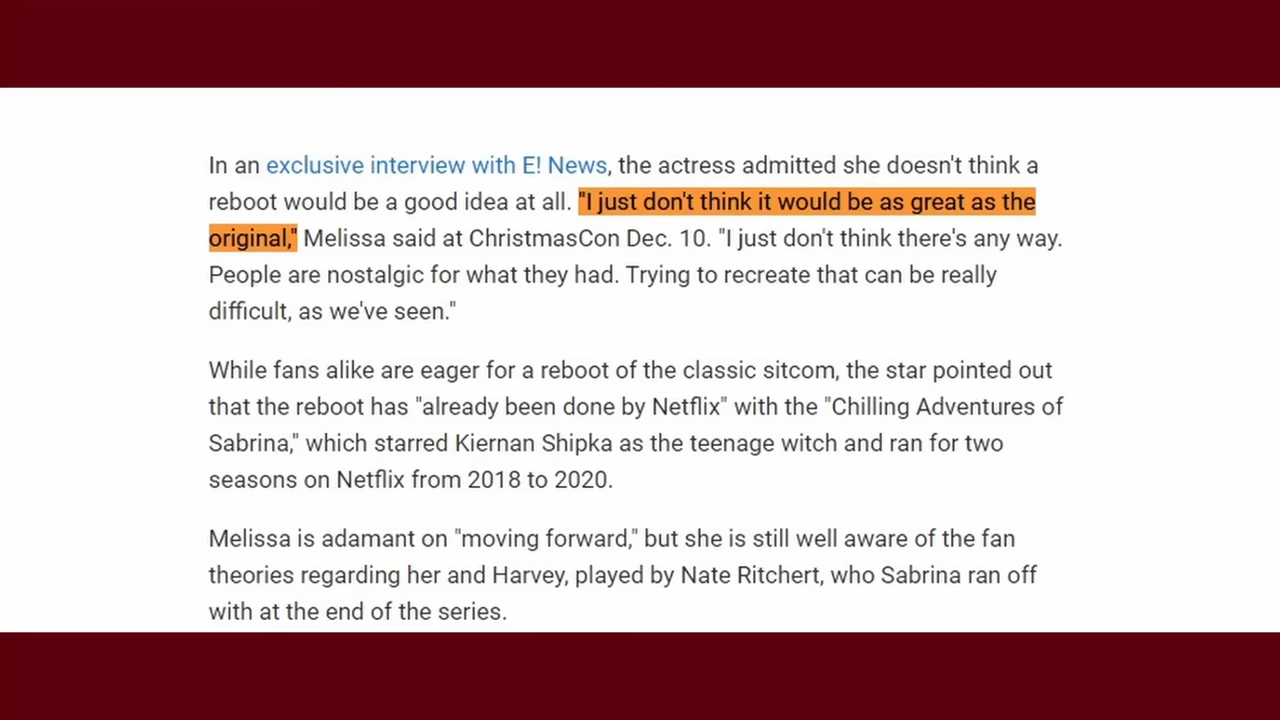 In an exclusive interview with E! News, the actress admitted she doesn't think a
reboot would be a good idea at all. "I just don't think it would be as great as the
original," Melissa said at ChristmasCon Dec. 10. "I just don't think there's any way.
People are nostalgic for what they had. Trying to recreate that can be really
difficult, as we've seen."
While fans alike are eager for a reboot of the classic sitcom, the star pointed out
that the reboot has "already been done by Netflix" with the "Chilling Adventures of
Sabrina," which starred Kiernan Shipka as the teenage witch and ran for two
seasons on Netflix from 2018 to 2020.
Melissa is adamant on "moving forward," but she is still well aware of the fan
theories regarding her and Harvey, played by Nate Ritchert, who Sabrina ran off
with at the end of the series.